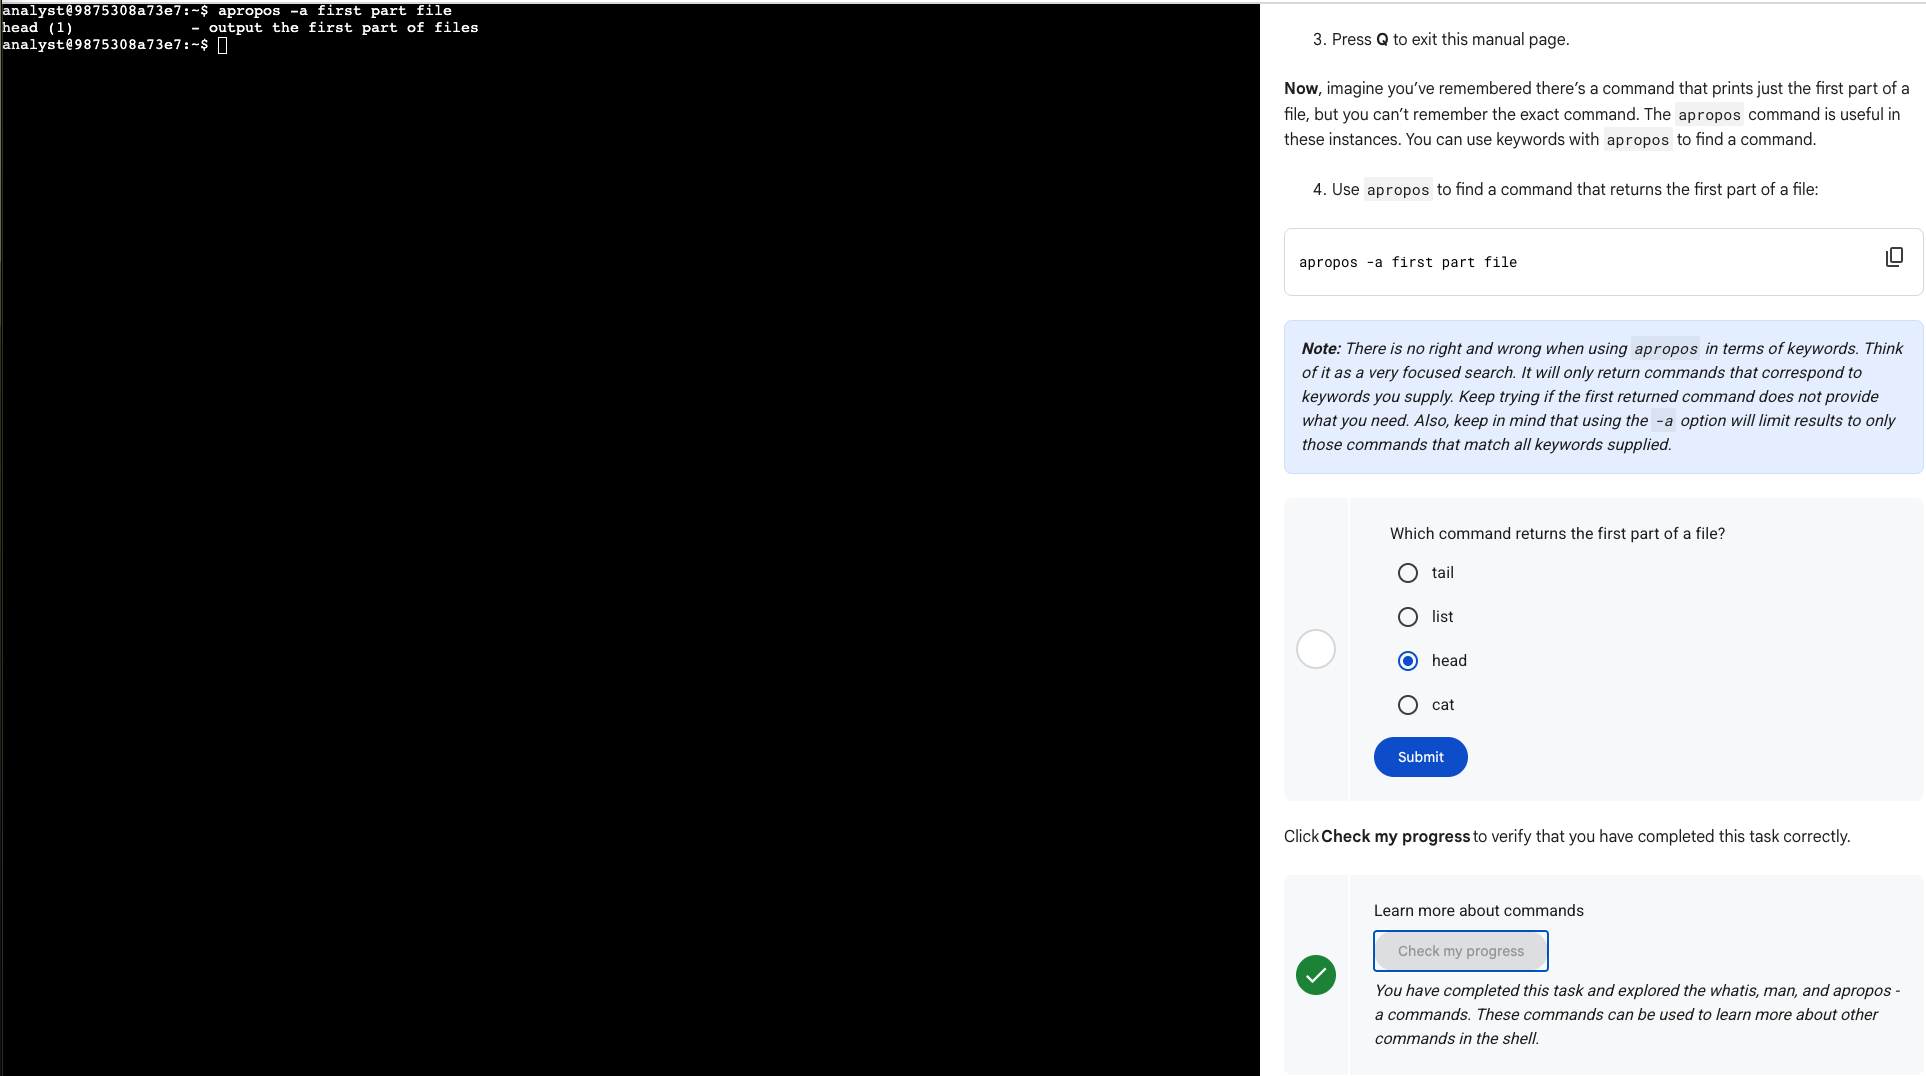 analyst@9875308a73e7:~$ apropos -a first part file
head (1)             - output the first part of files
analyst@9875308a73e7:~$
3. Press Q to exit this manual page.
Now, imagine you’ve remembered there’s a command that prints just the first part of a
file, but you can’t remember the exact command. The apropos command is useful in
these instances. You can use keywords with apropos to find a command.
4. Use apropos to find a command that returns the first part of a file:
apropos -a first part file
Note: There is no right and wrong when using apropos in terms of keywords. Think
of it as a very focused search. It will only return commands that correspond to
keywords you supply. Keep trying if the first returned command does not provide
what you need. Also, keep in mind that using the -a option will limit results to only
those commands that match all keywords supplied.
Which command returns the first part of a file?
tail
list
head
cat
Submit
Click Check my progress to verify that you have completed this task correctly.
Learn more about commands
Check my progress
You have completed this task and explored the whatis, man, and apropos -
a commands. These commands can be used to learn more about other
commands in the shell.